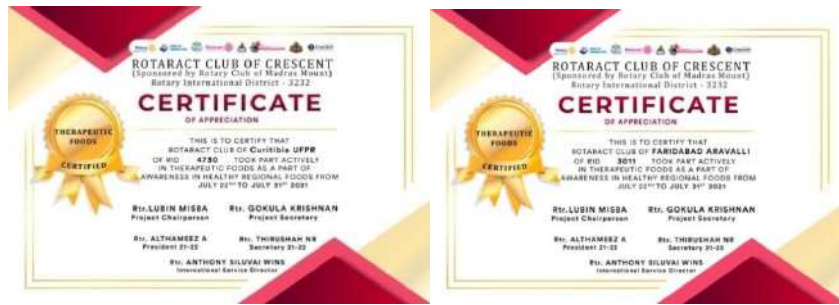 ROTARACT CLUB OF CRESCENT
(Sponsored by Rotary Club of Madras Mount)
Rotary International District - 3232
CERTIFICATE
OF APPRECIATION
THERAPEUTIC
FOODS
CERTIFIED
THIS IS TO CERTIFY THAT
ROTARACT CLUB OF Curitibia UFPR
OF RID 4730 TOOK PART ACTIVELY
IN THERAPEUTIC FOODS AS A PART OF
AWARENESS IN HEALTHY REGIONAL FOODS FROM
JULY 22ND TO JULY 31ST 2021
Rtr.LUBIN MISBA Rtr. GOKULA KRISHNAN
Project Chairperson Project Secretary
Rtr. ALTHAMEEZ A Rtr. THIRUSHAH NR
President 21-22 Secretary 21-22
Rtr. ANTHONY SILUVAI WINS
International Service Director
ROTARACT CLUB OF CRESCENT
(Sponsored by Rotary Club of Madras Mount)
Rotary International District - 3232
CERTIFICATE
OF APPRECIATION
THERAPEUTIC
FOODS
CERTIFIED
THIS IS TO CERTIFY THAT
ROTARACT CLUB OF FARIDABAD ARAVALLI
OF RID 3011 TOOK PART ACTIVELY
IN THERAPEUTIC FOODS AS A PART OF
AWARENESS IN HEALTHY REGIONAL FOODS FROM
JULY 22ND TO JULY 31ST 2021
Rtr.LUBIN MISBA Rtr. GOKULA KRISHNAN
Project Chairperson Project Secretary
Rtr. ALTHAMEEZ A Rtr. THIRUSHAH NR
President 21-22 Secretary 21-22
Rtr. ANTHONY SILUVAI WINS
International Service Director